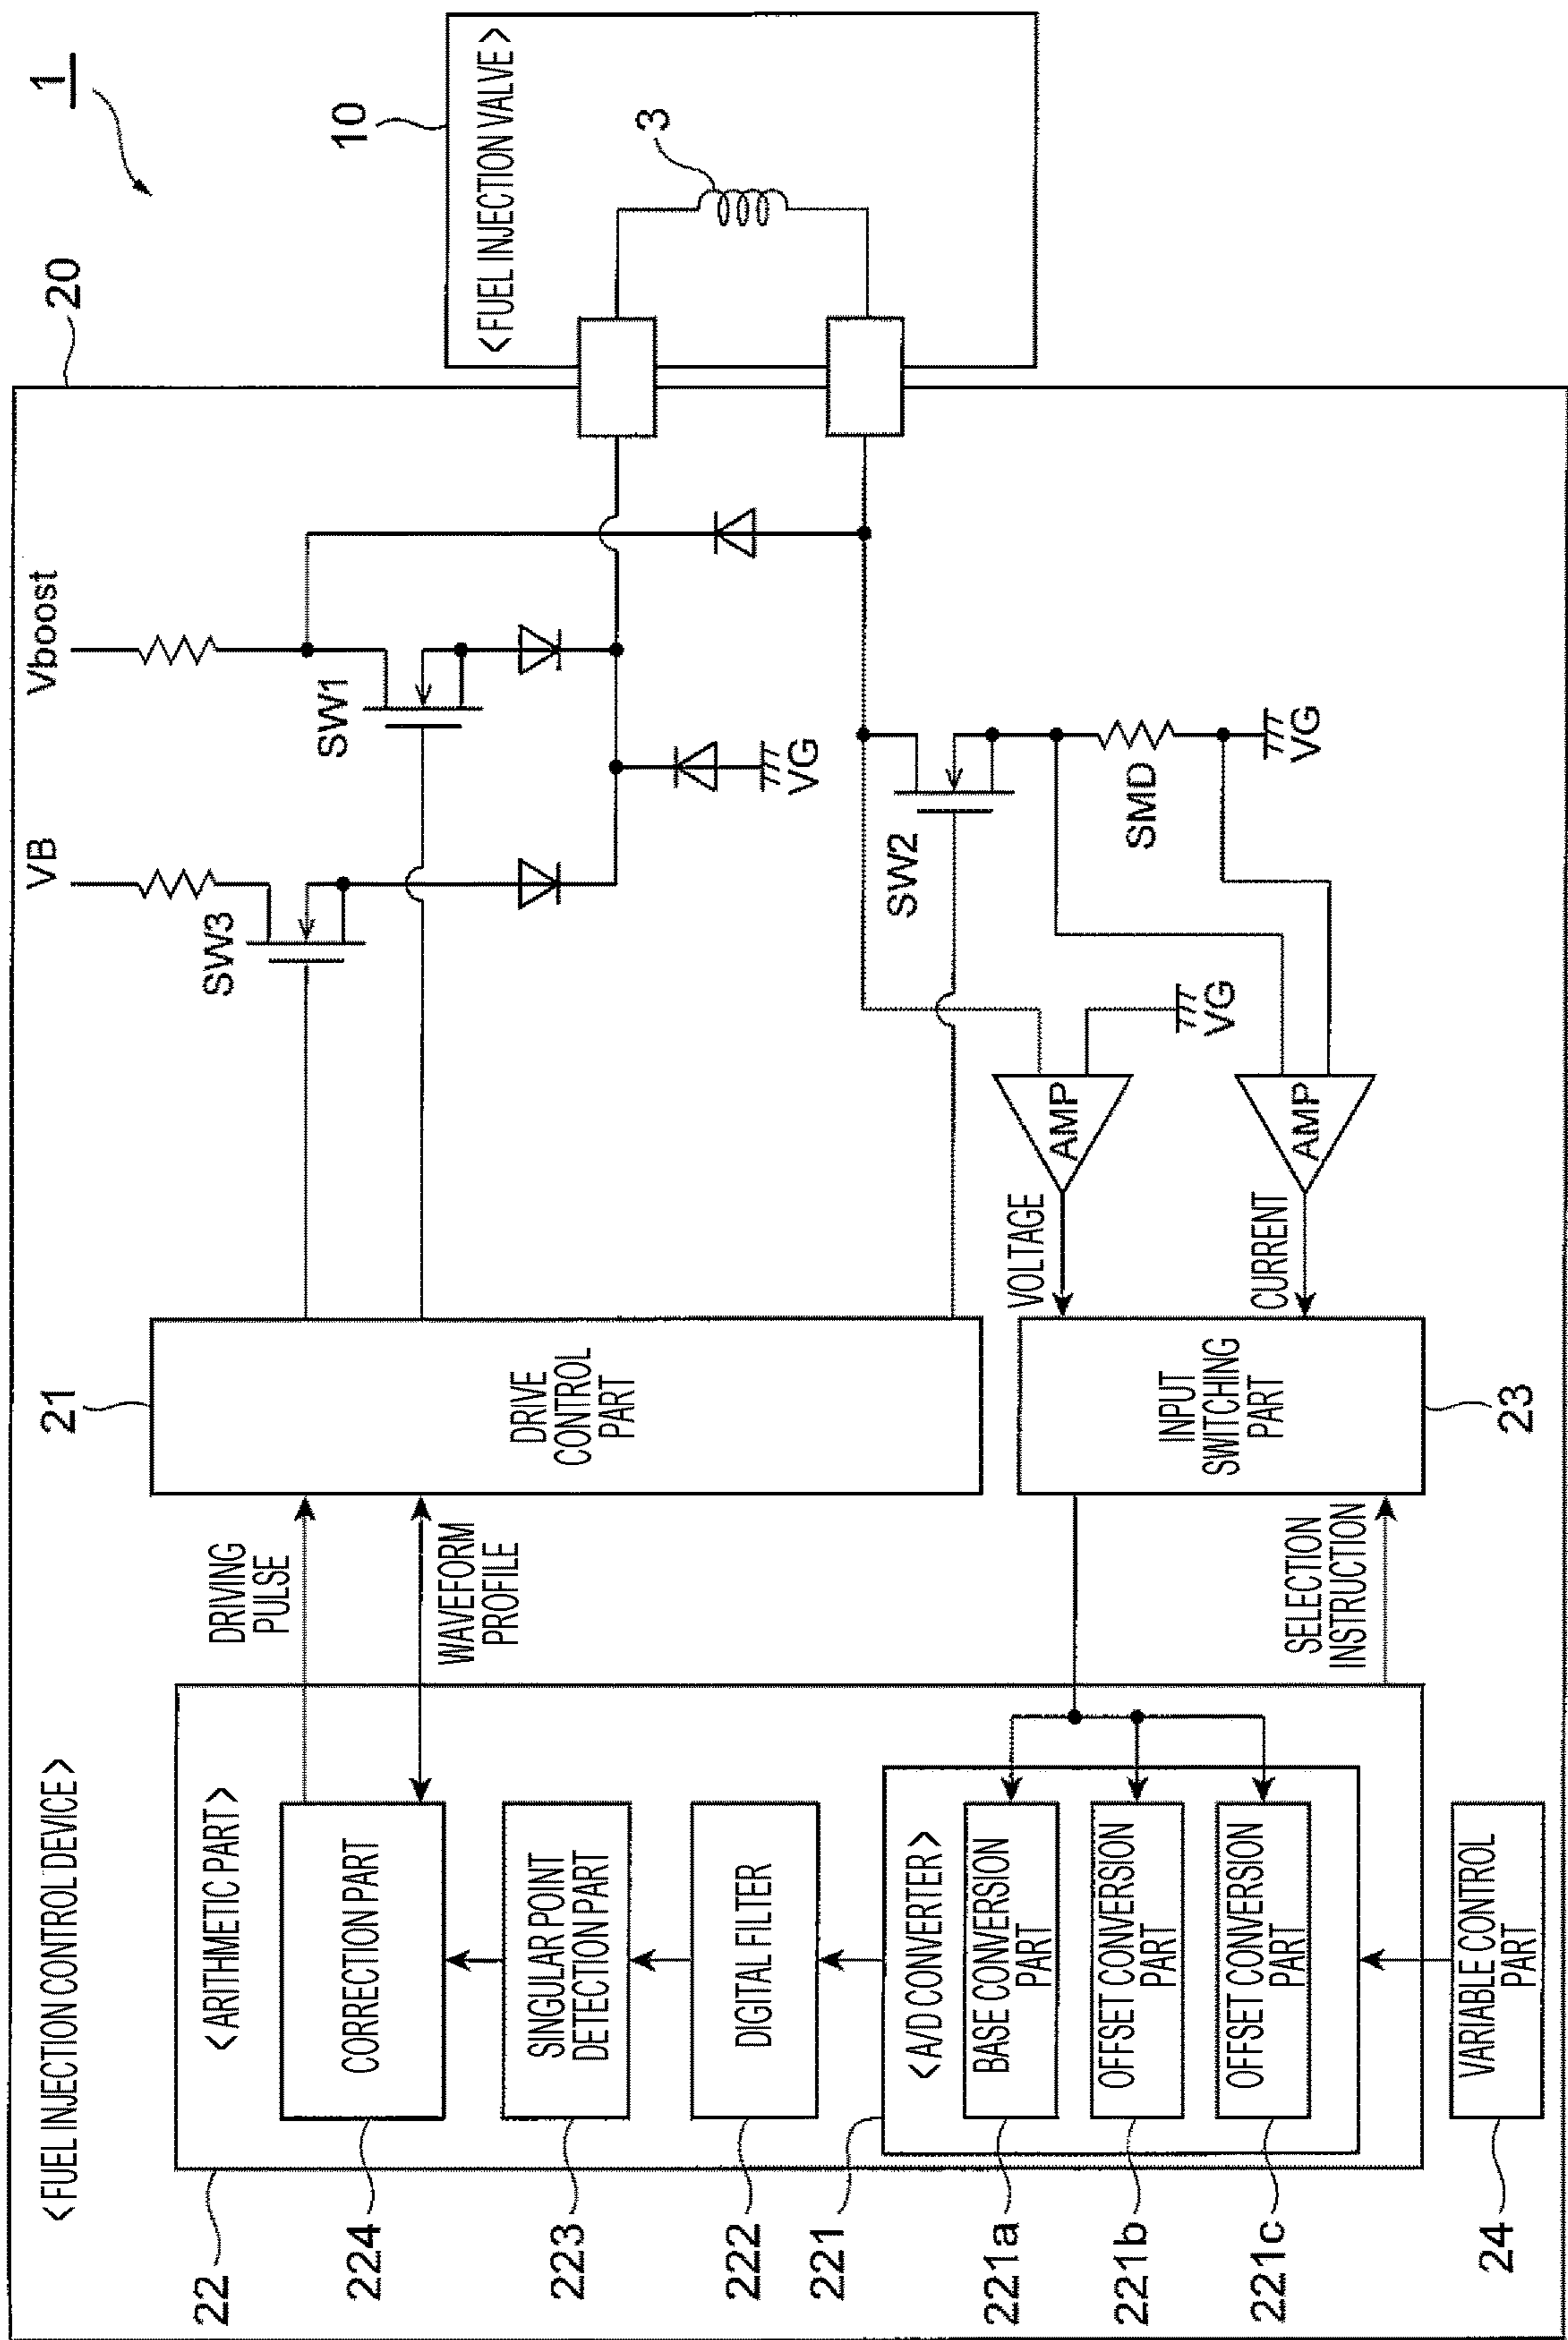 1
20
<FUEL INJECTION CONTROL DEVICE>
22
<ARITHMETIC PART>
224
CORRECTION PART
223
SINGULAR POINT
DETECTION PART
222
DIGITAL FILTER
221
<A/D CONVERTER>
221a
BASE CONVERSION
PART
221b
OFFSET CONVERSION
PART
221c
OFFSET CONVERSION
PART
24
VARIABLE CONTROL
PART
DRIVING
PULSE
WAVEFORM
PROFILE
SELECTION
INSTRUCTION
21
DRIVE
CONTROL
PART
INPUT
SWITCHING
PART
23
VOLTAGE
CURRENT
AMP
AMP
VG
SW3
VB
SW1
Vboost
VG
SW2
SMD
VG
10
<FUEL INJECTION VALVE>
3